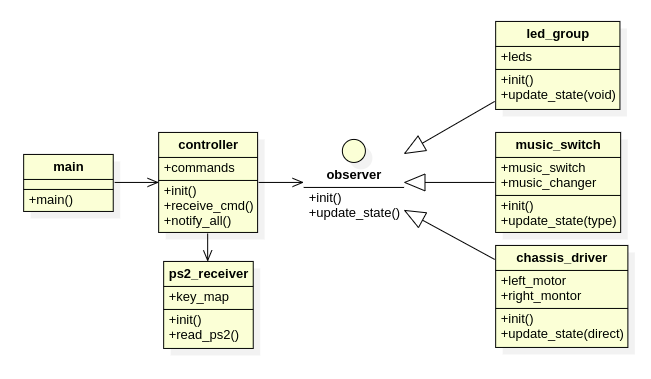 main
+main()
controller
+commands
+init()
+receive_cmd()
+notify_all()
ps2_receiver
+key_map
+init()
+read_ps2()
observer
+init()
+update_state()
led_group
+leds
+init()
+update_state(void)
music_switch
+music_switch
+music_changer
+init()
+update_state(type)
chassis_driver
+left_motor
+right_montor
+init()
+update_state(direct)